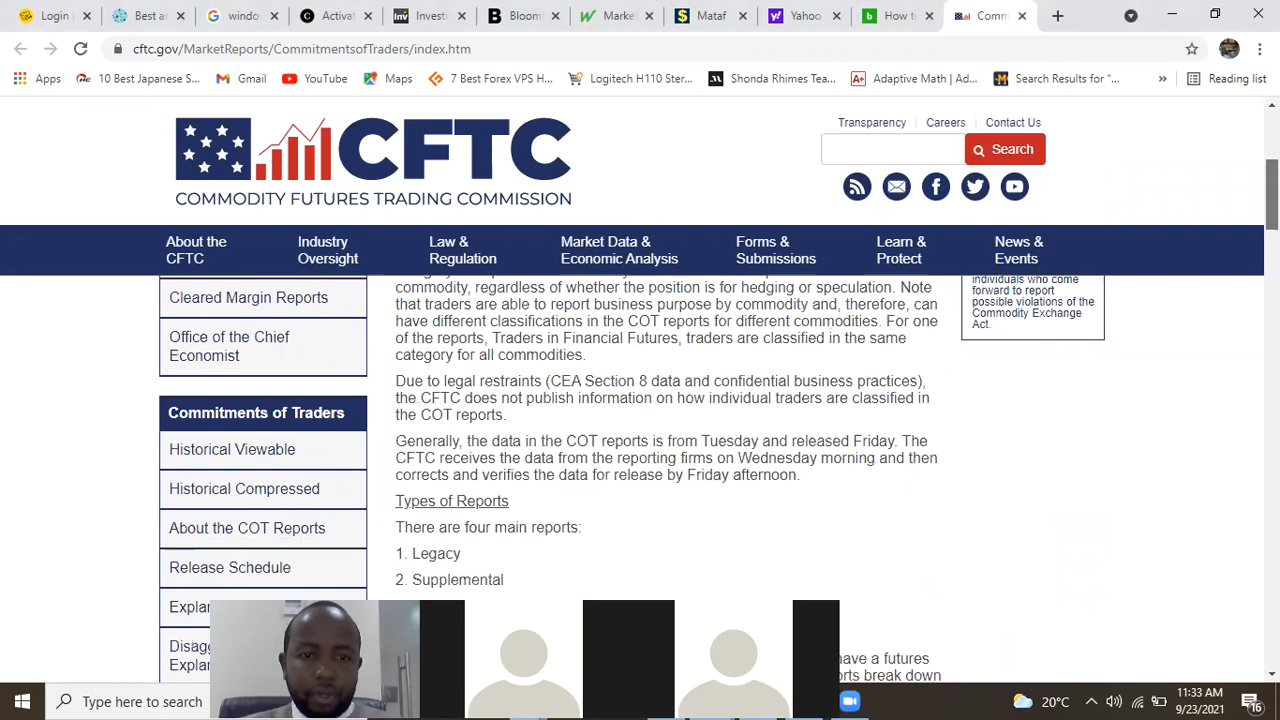 Login
Best an
windo
Activat
Investi
Bloom
Market
Mataf
Yahoo
How t
Comm
cftc.gov/MarketReports/CommitmentsofTraders/index.htm
Apps
10 Best Japanese S...
Gmail
YouTube
Maps
7 Best Forex VPS H...
Logitech H110 Ster...
Shonda Rhimes Tea...
Adaptive Math | Ad...
Search Results for "...
Reading list
CFTC
COMMODITY FUTURES TRADING COMMISSION
Transparency
Careers
Contact Us
Search
About the
CFTC
Industry
Oversight
Law &
Regulation
Market Data &
Economic Analysis
Forms &
Submissions
Learn &
Protect
News &
Events
Cleared Margin Reports
Office of the Chief
Economist
Commitments of Traders
Historical Viewable
Historical Compressed
About the COT Reports
Release Schedule
Explan
Disagg
Explan
commodity, regardless of whether the position is for hedging or speculation. Note
that traders are able to report business purpose by commodity and, therefore, can
have different classifications in the COT reports for different commodities. For one
of the reports, Traders in Financial Futures, traders are classified in the same
category for all commodities.
Due to legal restraints (CEA Section 8 data and confidential business practices),
the CFTC does not publish information on how individual traders are classified in
the COT reports.
Generally, the data in the COT reports is from Tuesday and released Friday. The
CFTC receives the data from the reporting firms on Wednesday morning and then
corrects and verifies the data for release by Friday afternoon.
Types of Reports
There are four main reports:
1. Legacy
2. Supplemental
have a futures
orts break down
individuals who come
forward to report
possible violations of the
Commodity Exchange
Act.
Type here to search
20°C
11:33 AM
9/23/2021
16